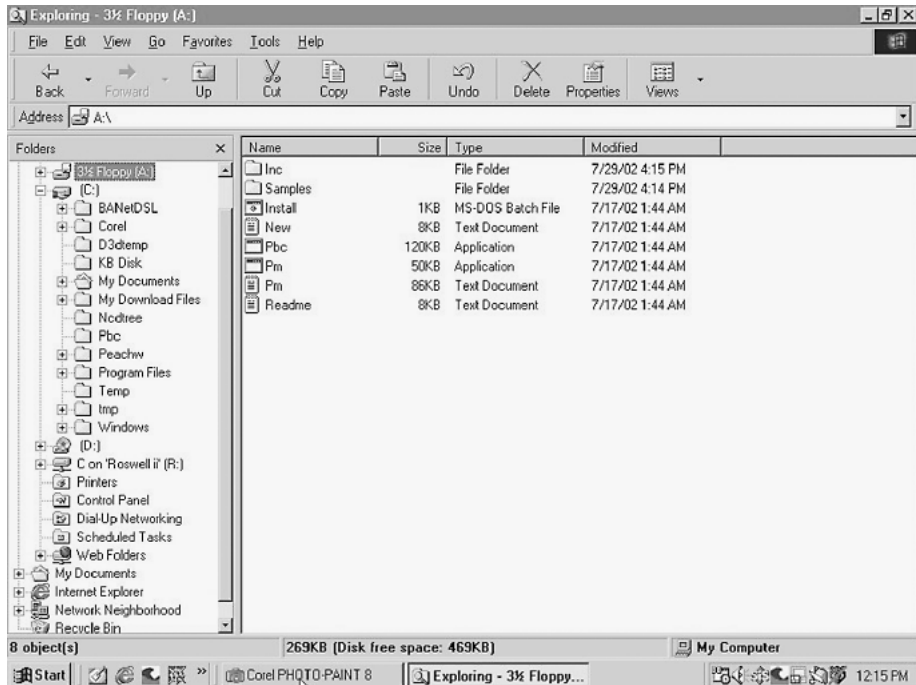 Exploring - 3½ Floppy (A:)
File Edit View Go Favorites Tools Help
Back Forward Up Cut Copy Paste Undo Delete Properties Views
Address A:\
Folders
3½ Floppy (A:)
(C:)
BANetDSL
Corel
D3dtemp
KB Disk
My Documents
My Download Files
Ncdtree
Pbc
Peachw
Program Files
Temp
tmp
Windows
(D:)
C on 'Roswell ii' (R:)
Printers
Control Panel
Dial-Up Networking
Scheduled Tasks
Web Folders
My Documents
Internet Explorer
Network Neighborhood
Recycle Bin
Name Size Type Modified
Inc File Folder 7/29/02 4:15 PM
Samples File Folder 7/29/02 4:14 PM
Install 1KB MS-DOS Batch File 7/17/02 1:44 AM
New 8KB Text Document 7/17/02 1:44 AM
Pbc 120KB Application 7/17/02 1:44 AM
Pm 50KB Application 7/17/02 1:44 AM
Pm 86KB Text Document 7/17/02 1:44 AM
Readme 8KB Text Document 7/17/02 1:44 AM
8 object(s) 269KB (Disk free space: 469KB) My Computer
Start Corel PHOTO-PAINT 8 Exploring - 3½ Floppy... 12:15 PM